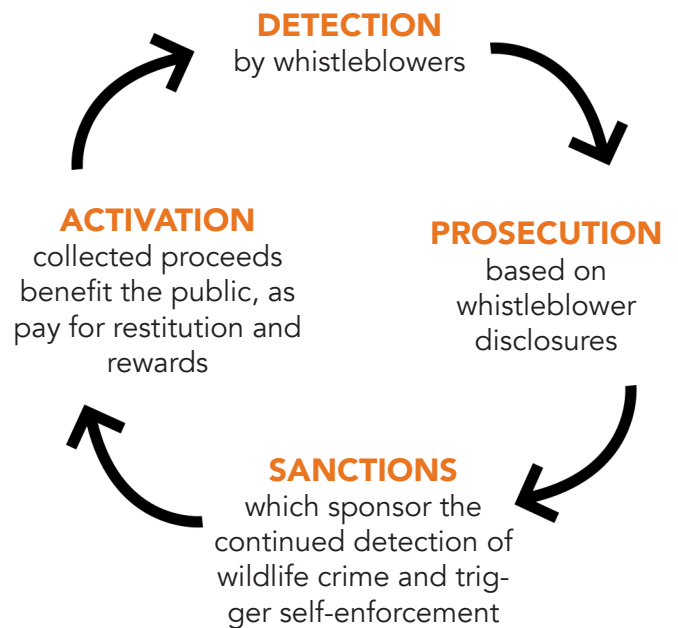 DETECTION
by whistleblowers
PROSECUTION
based on
whistleblower
disclosures
SANCTIONS
which sponsor the
continued detection of
wildlife crime and trig-
ger self-enforcement
ACTIVATION
collected proceeds
benefit the public, as
pay for restitution and
rewards